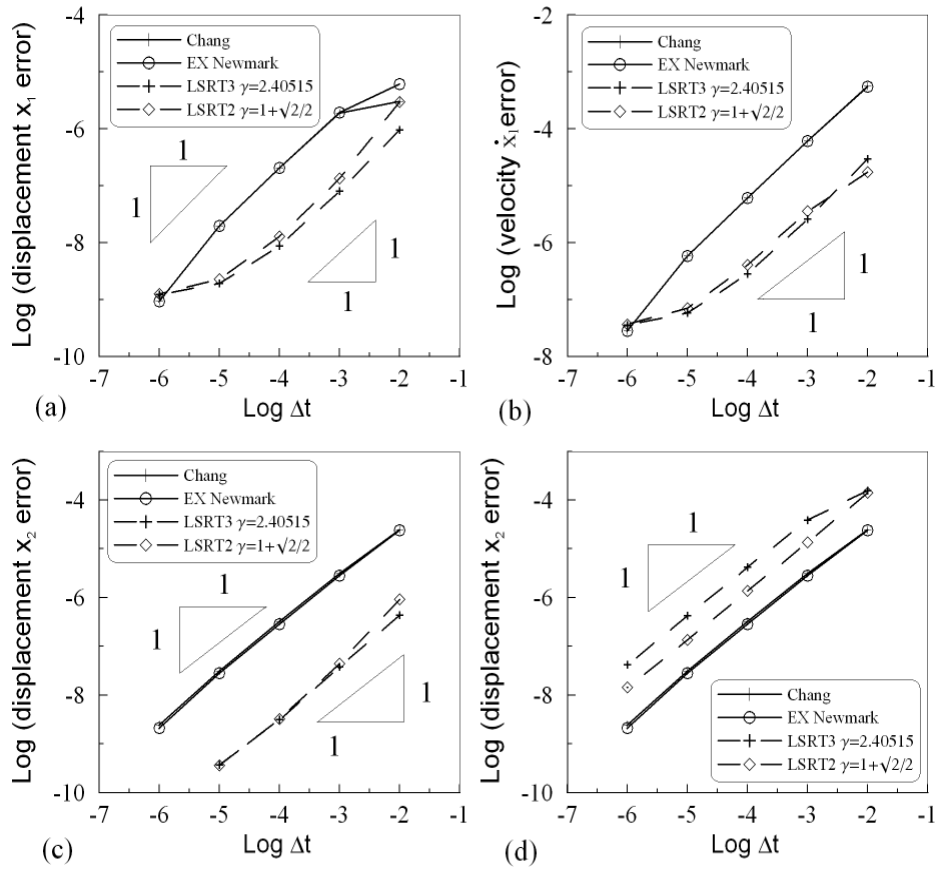 -4
Log (displacement x1 error)
-6
-8
-10
Chang
EX Newmark
LSRT3 γ=2.40515
LSRT2 γ=1+√2/2
1
1
1
1
-7 -6 -5 -4 -3 -2 -1
(a) Log Δt
-2
Log (velocity ẋ1 error)
-4
-6
-8
Chang
EX Newmark
LSRT3 γ=2.40515
LSRT2 γ=1+√2/2
1
1
-7 -6 -5 -4 -3 -2 -1
(b) Log Δt
Log (displacement x2 error)
-4
-6
-8
-10
Chang
EX Newmark
LSRT3 γ=2.40515
LSRT2 γ=1+√2/2
1
1
1
1
-7 -6 -5 -4 -3 -2 -1
(c) Log Δt
Log (displacement x2 error)
-4
-6
-8
-10
1
1
Chang
EX Newmark
LSRT3 γ=2.40515
LSRT2 γ=1+√2/2
-7 -6 -5 -4 -3 -2 -1
(d) Log Δt